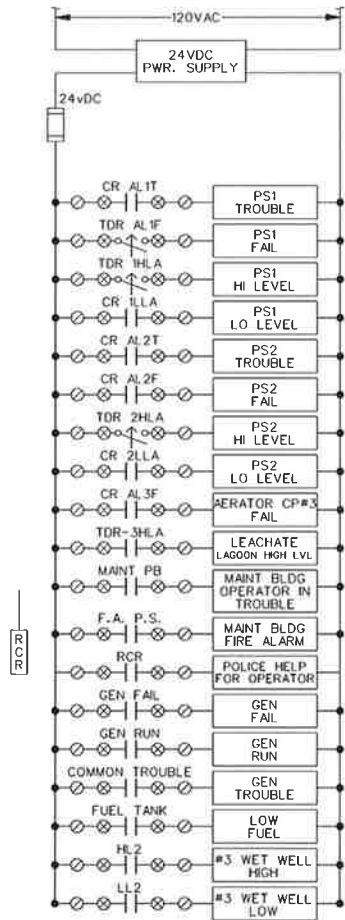 120VAC
24VDC
PWR. SUPPLY
24vDC
CR AL1T
PS1
TROUBLE
TDR AL1F
PS1
FAIL
TDR 1HLA
PS1
HI LEVEL
CR 1LLA
PS1
LO LEVEL
CR AL2T
PS2
TROUBLE
CR AL2F
PS2
FAIL
TDR 2HLA
PS2
HI LEVEL
CR 2LLA
PS2
LO LEVEL
CR AL3F
AERATOR CP#3
FAIL
TDR-3HLA
LEACHATE
LAGOON HIGH LVL
MAINT PB
MAINT BLDG
OPERATOR IN
TROUBLE
F.A. P.S.
MAINT BLDG
FIRE ALARM
RCR
RCR
POLICE HELP
FOR OPERATOR
GEN FAIL
GEN
FAIL
GEN RUN
GEN
RUN
COMMON TROUBLE
GEN
TROUBLE
FUEL TANK
LOW
FUEL
HL2
#3 WET WELL
HIGH
LL2
#3 WET WELL
LOW